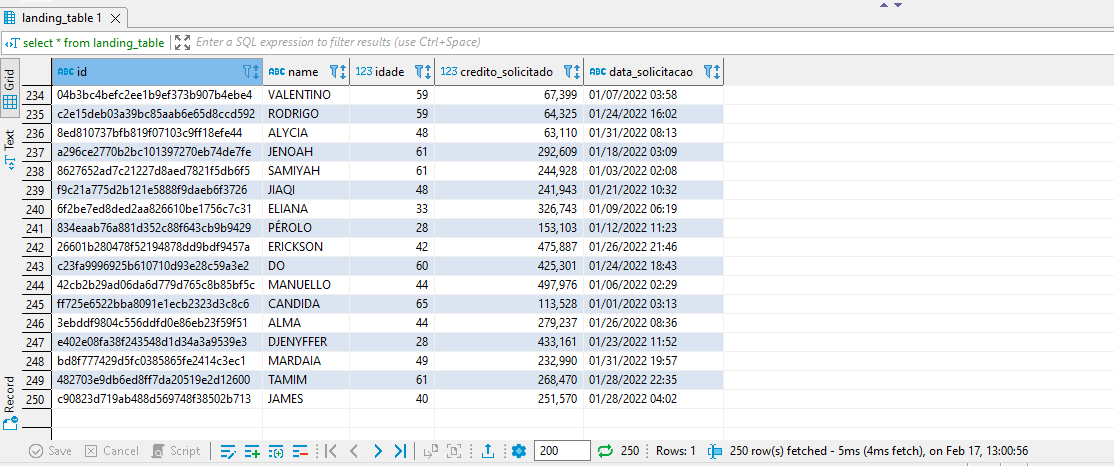 landing_table 1
select * from landing_table Enter a SQL expression to filter results (use Ctrl+Space)
Grid
Text
Record
ABC id ABC name 123 idade 123 credito_solicitado ABC data_solicitacao
234 04b3bc4befc2ee1b9ef373b907b4ebe4 VALENTINO 59 67,399 01/07/2022 03:58
235 c2e15deb03a39bc85aab6e65d8ccd592 RODRIGO 59 64,325 01/24/2022 16:02
236 8ed810737bfb819f07103c9ff18efe44 ALYCIA 48 63,110 01/31/2022 08:13
237 a296ce2770b2bc101397270eb74de7fe JENOAH 61 292,609 01/18/2022 03:09
238 8627652ad7c21227d8aed7821f5db6f5 SAMIYAH 61 244,928 01/03/2022 02:08
239 f9c21a775d2b121e5888f9daeb6f3726 JIAQI 48 241,943 01/21/2022 10:32
240 6f2be7ed8ded2aa826610be1756c7c31 ELIANA 33 326,743 01/09/2022 06:19
241 834eaab76a881d352c88f643cb9b9429 PÉROLO 28 153,103 01/12/2022 11:23
242 26601b280478f52194878dd9bdf9457a ERICKSON 42 475,887 01/26/2022 21:46
243 c23fa9996925b610710d93e28c59a3e2 DO 60 425,301 01/24/2022 18:43
244 42cb2b29ad06da6d779d765c8b85bf5c MANUELLO 44 497,976 01/06/2022 02:29
245 ff725e6522bba8091e1ecb2323d3c8c6 CANDIDA 65 113,528 01/01/2022 03:13
246 3ebddf9804c556ddfd0e86eb23f59f51 ALMA 44 279,237 01/26/2022 08:36
247 e402e08fa38f243548d1d34a3a9539e3 DJENYFFER 28 433,161 01/23/2022 11:52
248 bd8f777429d5fc0385865fe2414c3ec1 MARDAIA 49 232,990 01/31/2022 19:57
249 482703e9db6ed8ff7da20519e2d12600 TAMIM 61 268,470 01/28/2022 22:35
250 c90823d719ab488d569748f38502b713 JAMES 40 251,570 01/28/2022 04:02
Save Cancel Script 200 250 Rows: 1 250 row(s) fetched - 5ms (4ms fetch), on Feb 17, 13:00:56